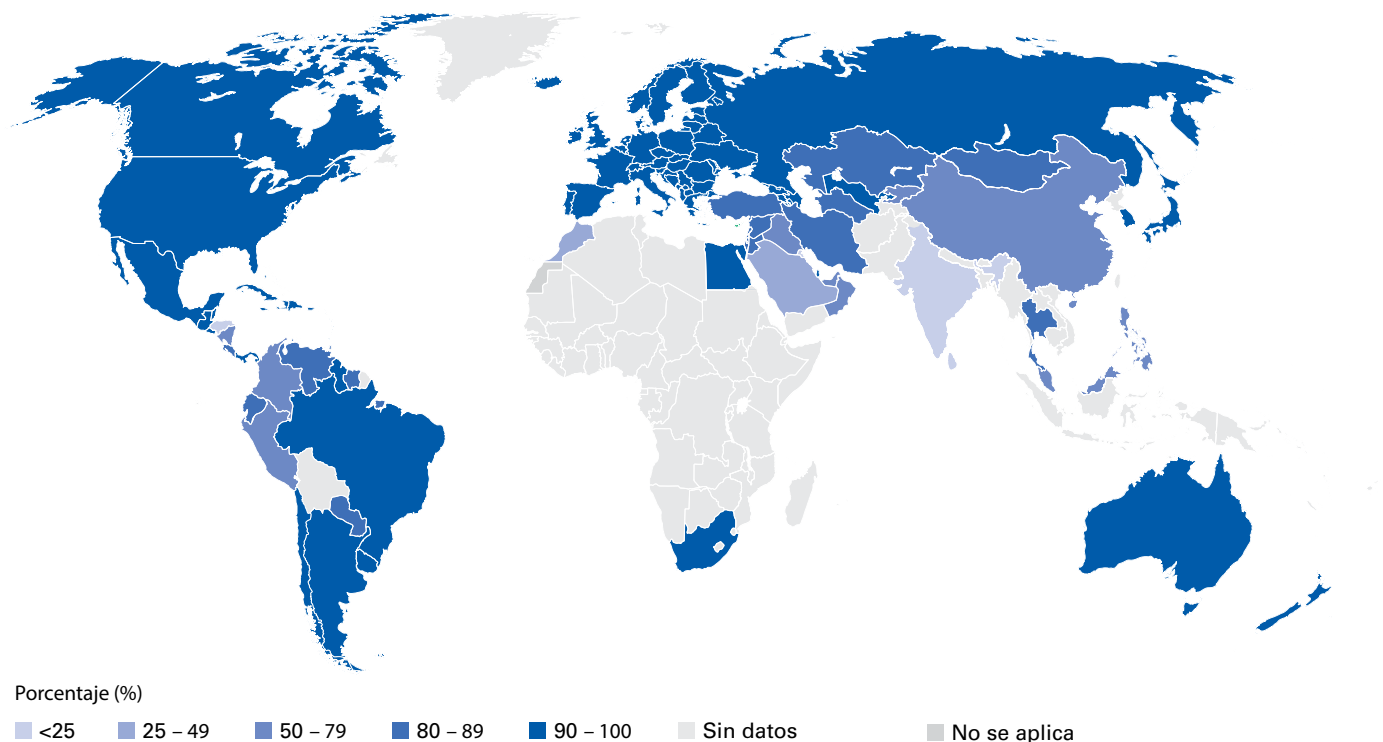 Porcentaje (%)
<25 25 – 49 50 – 79 80 – 89 90 – 100 Sin datos No se aplica